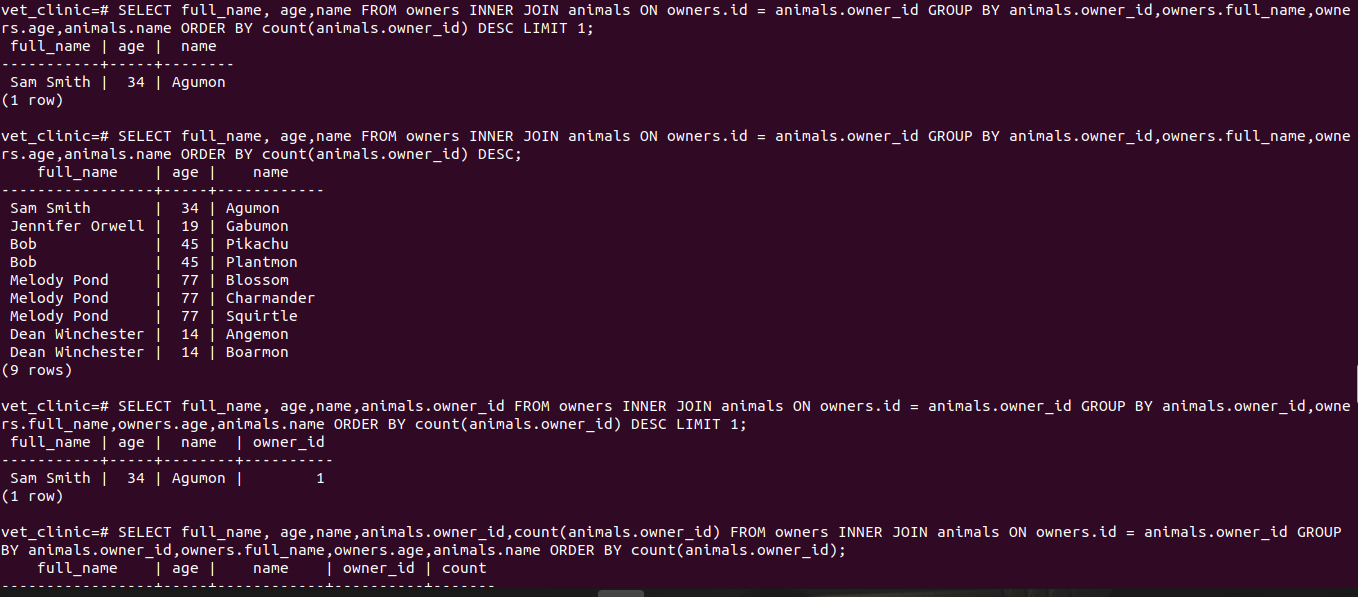 vet_clinic=# SELECT full_name, age,name FROM owners INNER JOIN animals ON owners.id = animals.owner_id GROUP BY animals.owner_id,owners.full_name,owne
rs.age,animals.name ORDER BY count(animals.owner_id) DESC LIMIT 1;
 full_name | age |  name
-----------+-----+--------
 Sam Smith |  34 | Agumon
(1 row)

vet_clinic=# SELECT full_name, age,name FROM owners INNER JOIN animals ON owners.id = animals.owner_id GROUP BY animals.owner_id,owners.full_name,owne
rs.age,animals.name ORDER BY count(animals.owner_id) DESC;
    full_name    | age |    name
-----------------+-----+------------
 Sam Smith       |  34 | Agumon
 Jennifer Orwell |  19 | Gabumon
 Bob             |  45 | Pikachu
 Bob             |  45 | Plantmon
 Melody Pond     |  77 | Blossom
 Melody Pond     |  77 | Charmander
 Melody Pond     |  77 | Squirtle
 Dean Winchester |  14 | Angemon
 Dean Winchester |  14 | Boarmon
(9 rows)

vet_clinic=# SELECT full_name, age,name,animals.owner_id FROM owners INNER JOIN animals ON owners.id = animals.owner_id GROUP BY animals.owner_id,owne
rs.full_name,owners.age,animals.name ORDER BY count(animals.owner_id) DESC LIMIT 1;
 full_name | age |  name  | owner_id
-----------+-----+--------+----------
 Sam Smith |  34 | Agumon |        1
(1 row)

vet_clinic=# SELECT full_name, age,name,animals.owner_id,count(animals.owner_id) FROM owners INNER JOIN animals ON owners.id = animals.owner_id GROUP
BY animals.owner_id,owners.full_name,owners.age,animals.name ORDER BY count(animals.owner_id);
    full_name    | age |    name    | owner_id | count
-----------------+-----+------------+----------+-------